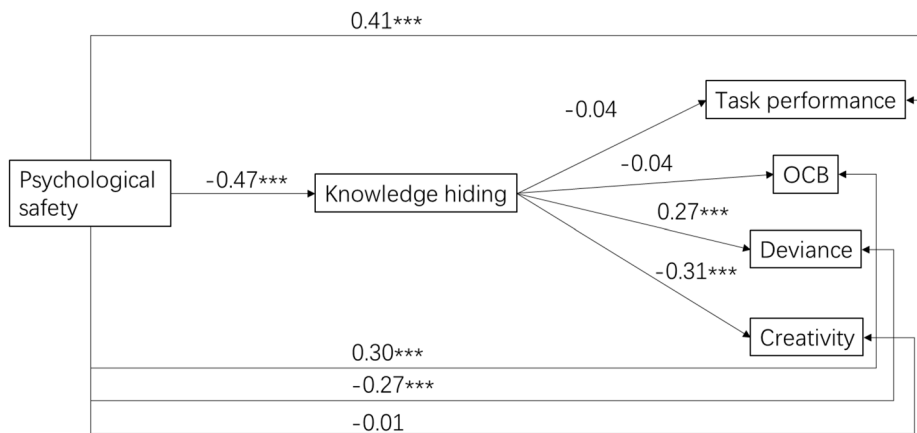 0.41***
Task performance
-0.04
-0.04
OCB
Psychological
safety
-0.47***
Knowledge hiding
0.27***
Deviance
-0.31***
Creativity
0.30***
-0.27***
-0.01